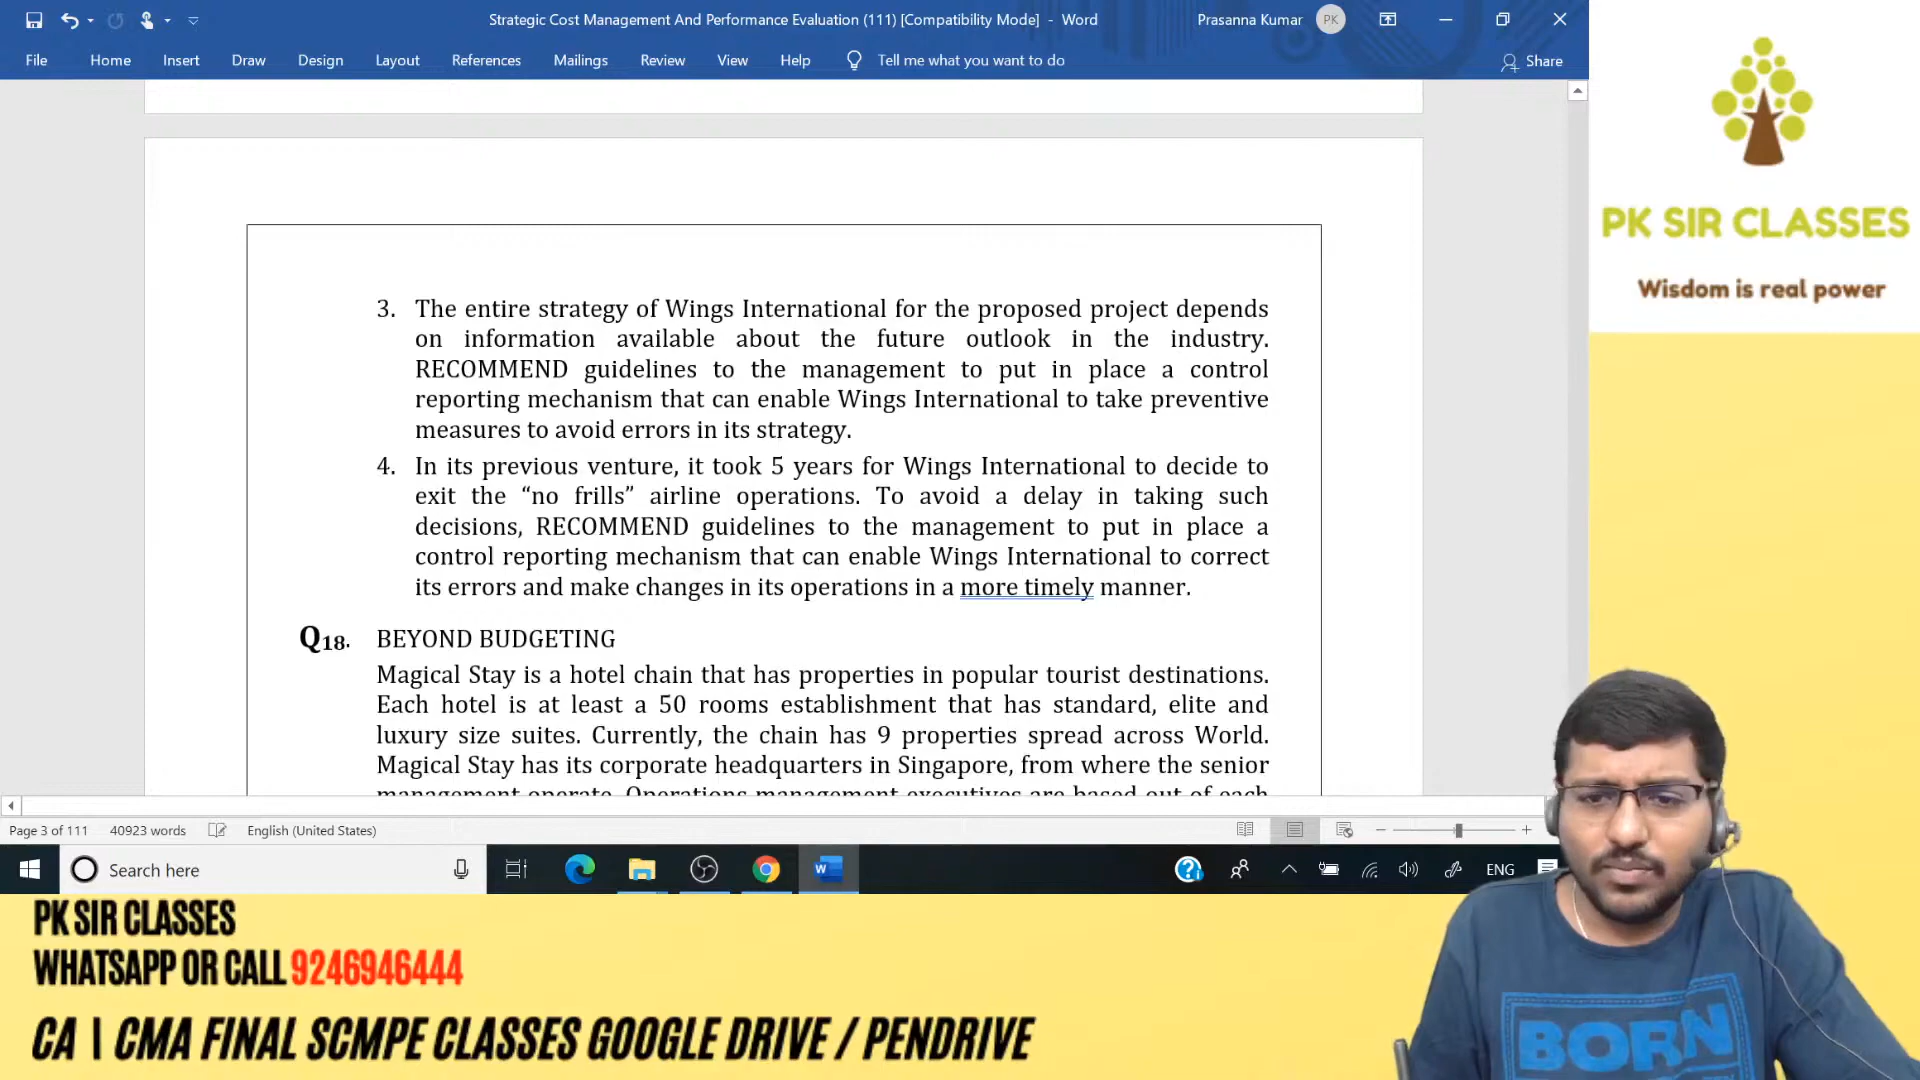 Strategic Cost Management And Performance Evaluation (111) [Compatibility Mode] - Word
Prasanna Kumar
PK
File Home Insert Draw Design Layout References Mailings Review View Help Tell me what you want to do
Share
3. The entire strategy of Wings International for the proposed project depends
on information available about the future outlook in the industry.
RECOMMEND guidelines to the management to put in place a control
reporting mechanism that can enable Wings International to take preventive
measures to avoid errors in its strategy.
4. In its previous venture, it took 5 years for Wings International to decide to
exit the “no frills” airline operations. To avoid a delay in taking such
decisions, RECOMMEND guidelines to the management to put in place a
control reporting mechanism that can enable Wings International to correct
its errors and make changes in its operations in a more timely manner.
Q18. BEYOND BUDGETING
Magical Stay is a hotel chain that has properties in popular tourist destinations.
Each hotel is at least a 50 rooms establishment that has standard, elite and
luxury size suites. Currently, the chain has 9 properties spread across World.
Magical Stay has its corporate headquarters in Singapore, from where the senior
management operate. Operations management executives are based out of each
Page 3 of 111 40923 words English (United States)
Search here
ENG
PK SIR CLASSES
Wisdom is real power
PK SIR CLASSES
WHATSAPP OR CALL 9246946444
CA \ CMA FINAL SCMPE CLASSES GOOGLE DRIVE / PENDRIVE
BORN